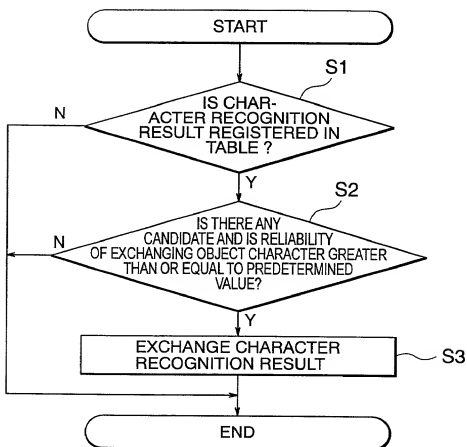 START
S1
IS CHAR-
ACTER RECOGNITION
RESULT REGISTERED IN
TABLE ?
N
Y
S2
IS THERE ANY
CANDIDATE AND IS RELIABILITY
OF EXCHANGING OBJECT CHARACTER GREATER
THAN OR EQUAL TO PREDETERMINED
VALUE?
N
Y
EXCHANGE CHARACTER
RECOGNITION RESULT
S3
END